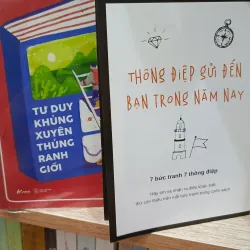 TƯ DUY
KHỦNG
XUYÊN
THỦNG
RANH
GIỚI
THÔNG ĐIỆP GỬI ĐẾN
BẠN TRONG NĂM NAY
7 bức tranh 7 thông điệp